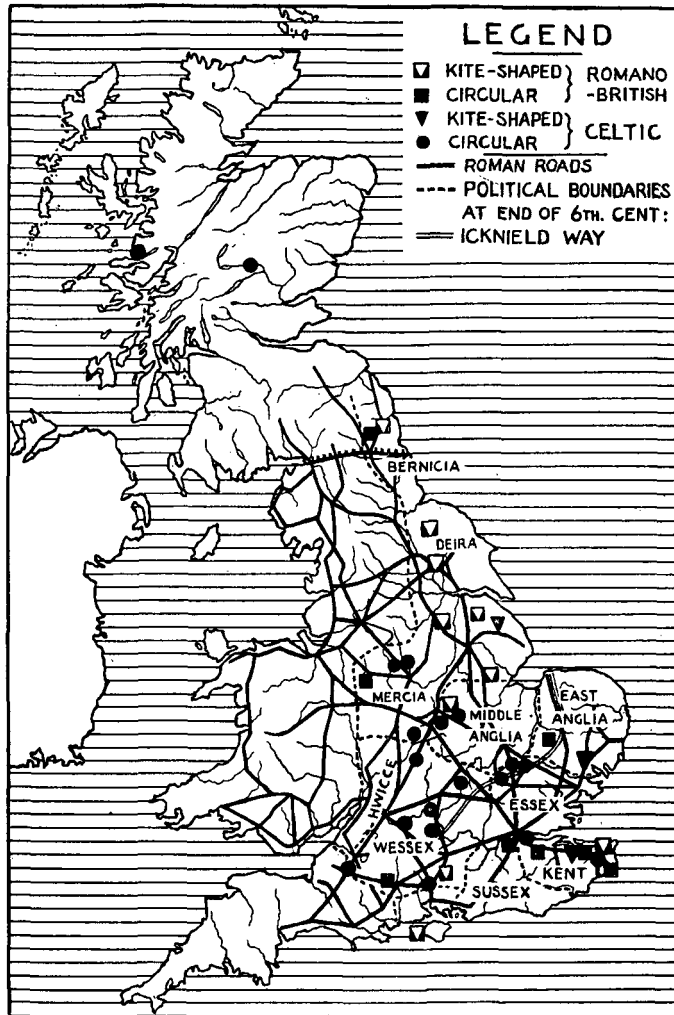 LEGEND
KITE-SHAPED
CIRCULAR
ROMANO
-BRITISH
KITE-SHAPED
CIRCULAR
CELTIC
ROMAN ROADS
POLITICAL BOUNDARIES
AT END OF 6TH. CENT:
ICKNIELD WAY
BERNICIA
DEIRA
MERCIA
MIDDLE
ANGLIA
EAST
ANGLIA
HWICCE
ESSEX
WESSEX
KENT
SUSSEX